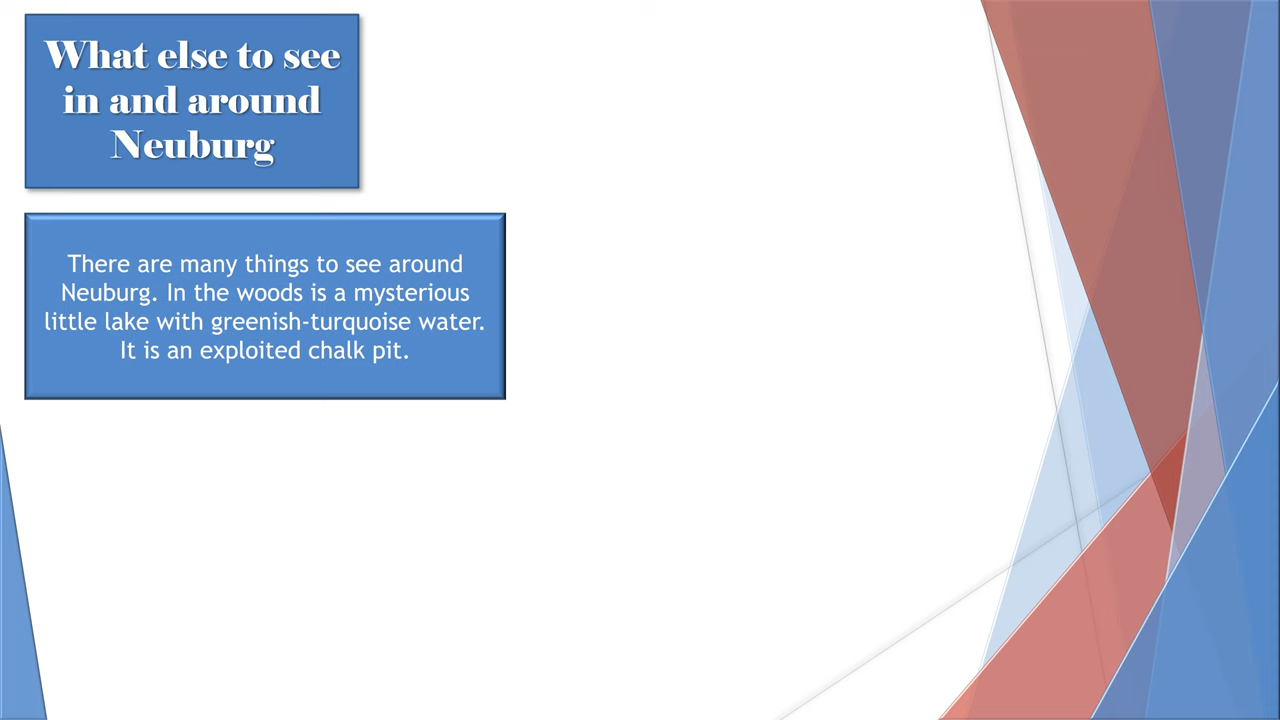 What else to see
in and around
Neuburg
There are many things to see around
Neuburg. In the woods is a mysterious
little lake with greenish-turquoise water.
It is an exploited chalk pit.